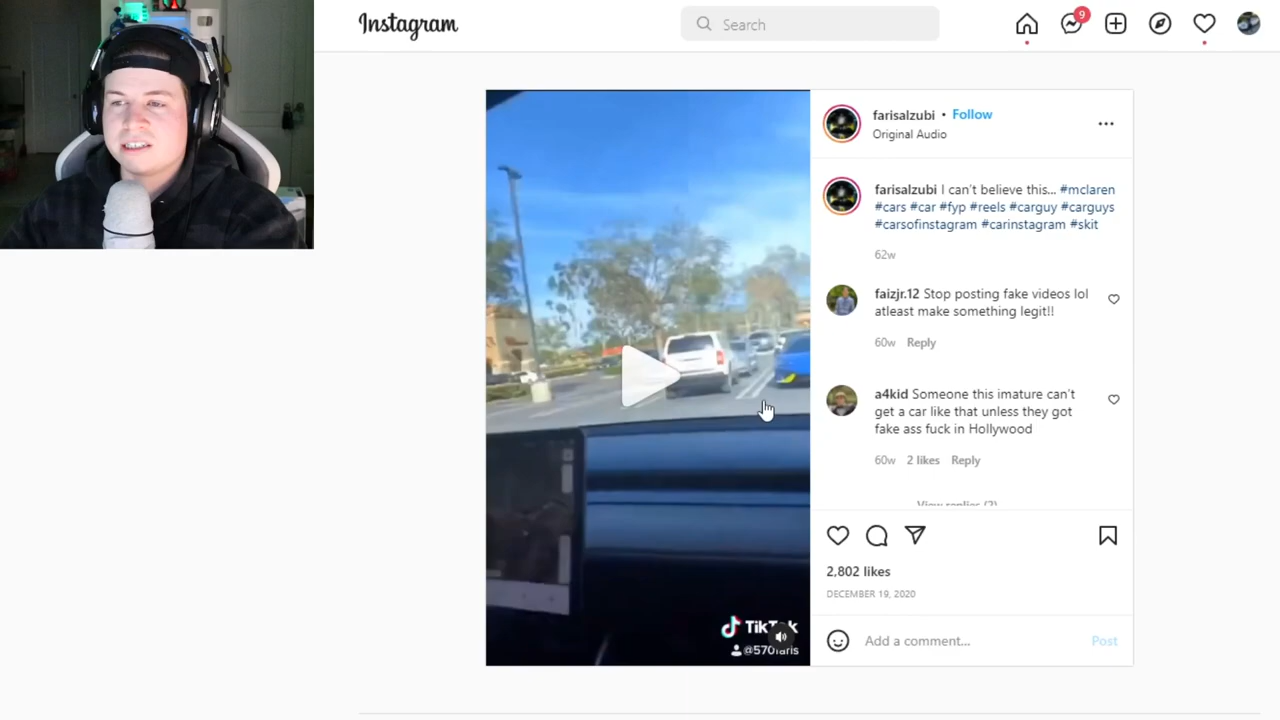 Instagram
Search
9
farisalzubi • Follow
Original Audio
farisalzubi I can't believe this... #mclaren
#cars #car #fyp #reels #carguy #carguys
#carsofinstagram #carinstagram #skit
62w
faizjr.12 Stop posting fake videos lol
atleast make something legit!!
60w Reply
a4kid Someone this imature can't
get a car like that unless they got
fake ass fuck in Hollywood
60w 2 likes Reply
View replies (2)
2,802 likes
DECEMBER 19, 2020
Add a comment... Post
TikTok
@570faris